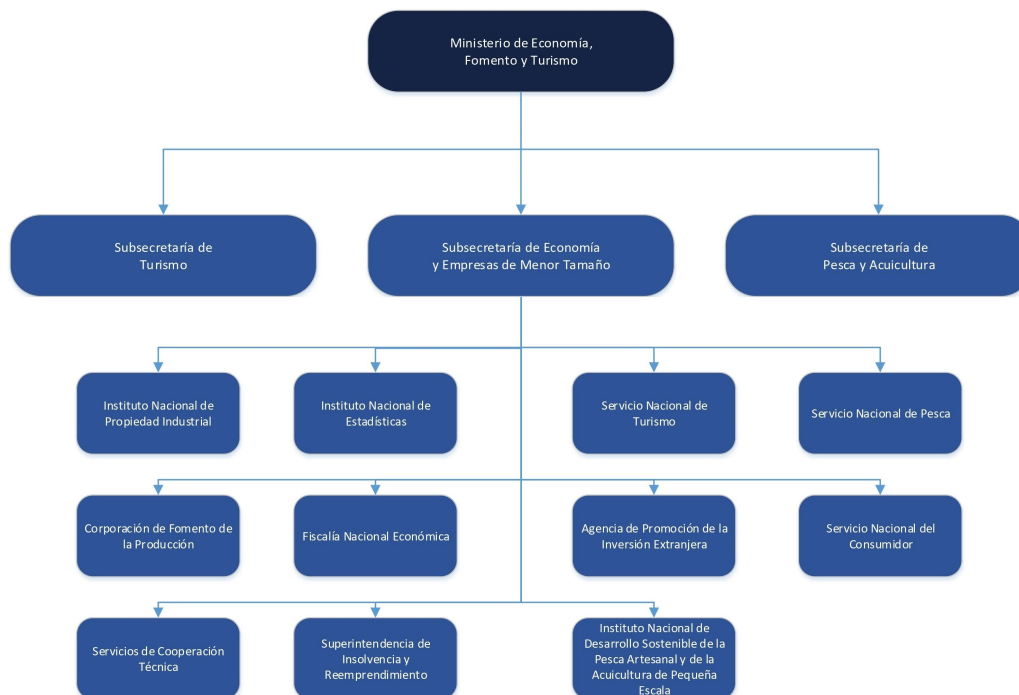 Ministerio de Economía,
Fomento y Turismo
Subsecretaría de
Turismo
Subsecretaría de Economía
y Empresas de Menor Tamaño
Subsecretaría de
Pesca y Acuicultura
Instituto Nacional de
Propiedad Industrial
Instituto Nacional de
Estadísticas
Servicio Nacional de
Turismo
Servicio Nacional de Pesca
Corporación de Fomento de
la Producción
Fiscalía Nacional Económica
Agencia de Promoción de la
Inversión Extranjera
Servicio Nacional del
Consumidor
Servicios de Cooperación
Técnica
Superintendencia de
Insolvencia y
Reemprendimiento
Instituto Nacional de
Desarrollo Sostenible de la
Pesca Artesanal y de la
Acuicultura de Pequeña
Escala